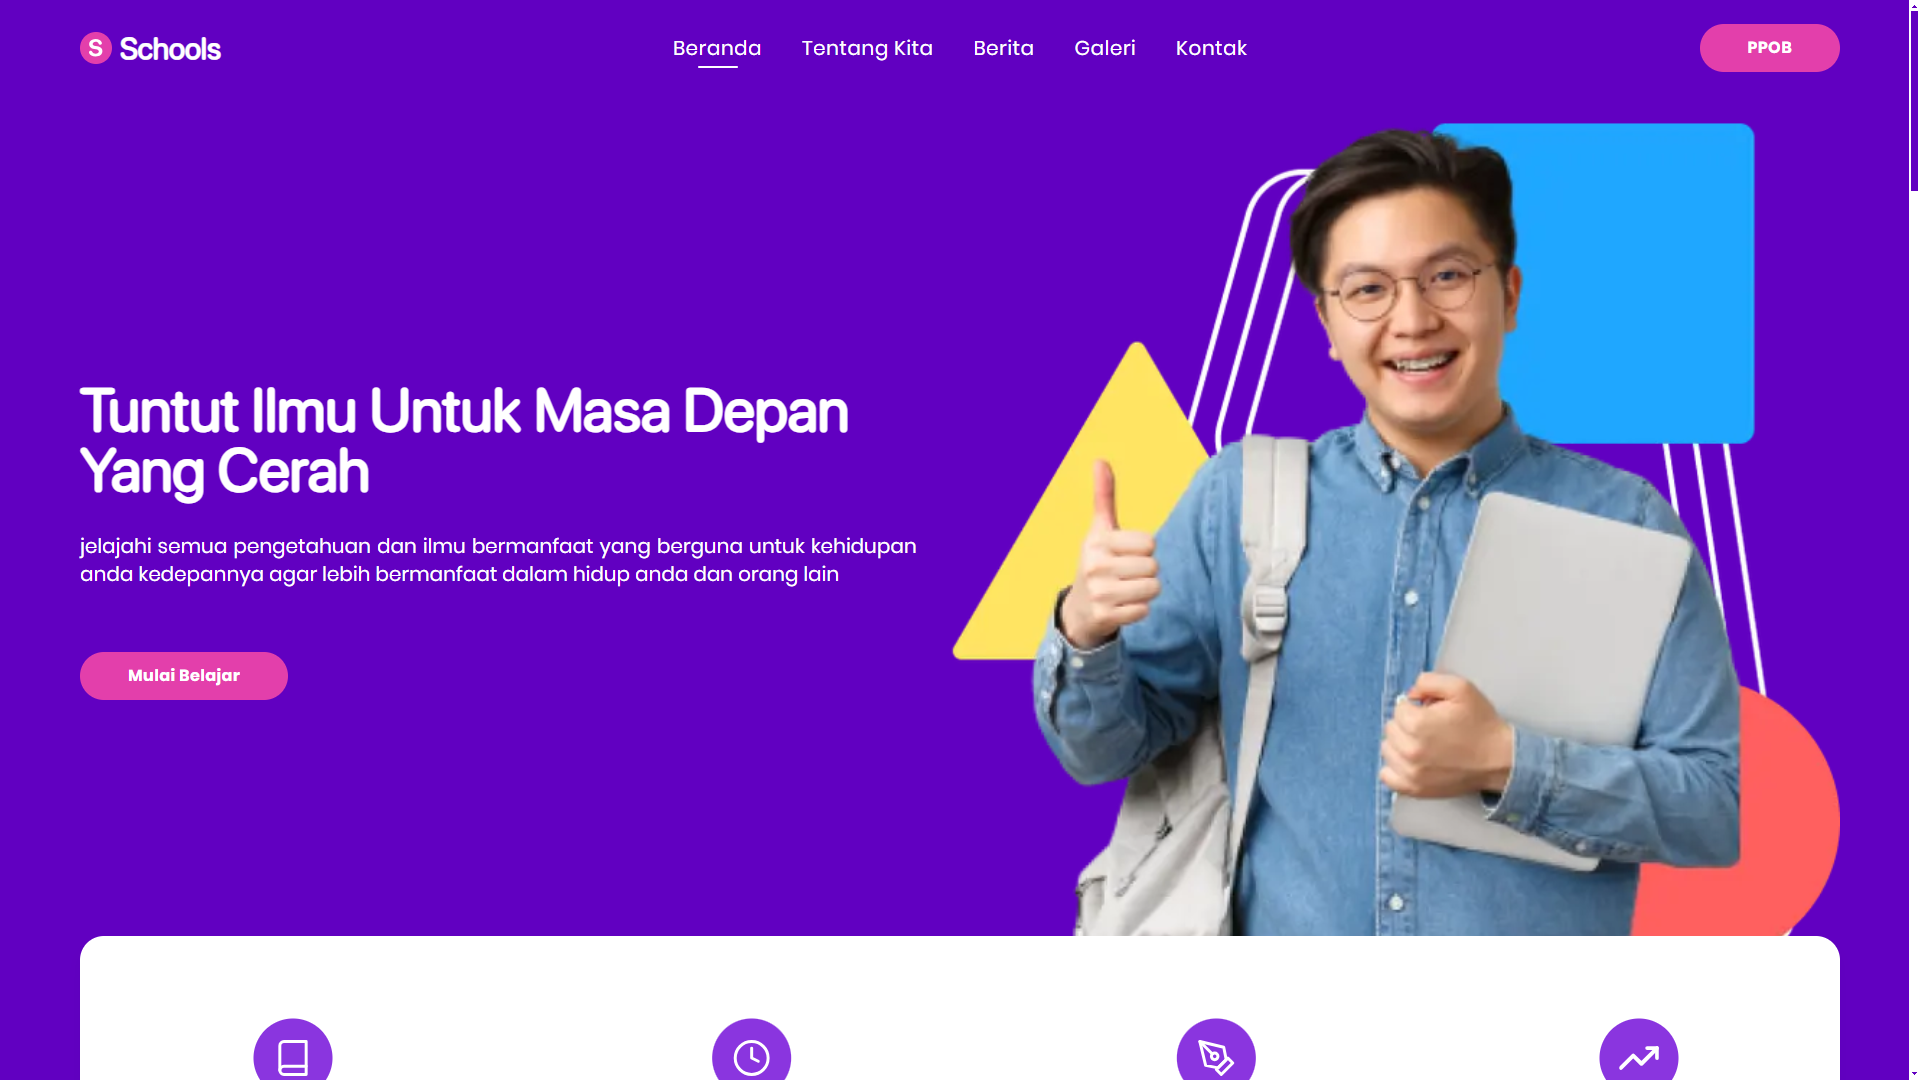 S Schools
Beranda
Tentang Kita
Berita
Galeri
Kontak
PPOB
Tuntut Ilmu Untuk Masa Depan
Yang Cerah
jelajahi semua pengetahuan dan ilmu bermanfaat yang berguna untuk kehidupan
anda kedepannya agar lebih bermanfaat dalam hidup anda dan orang lain
Mulai Belajar